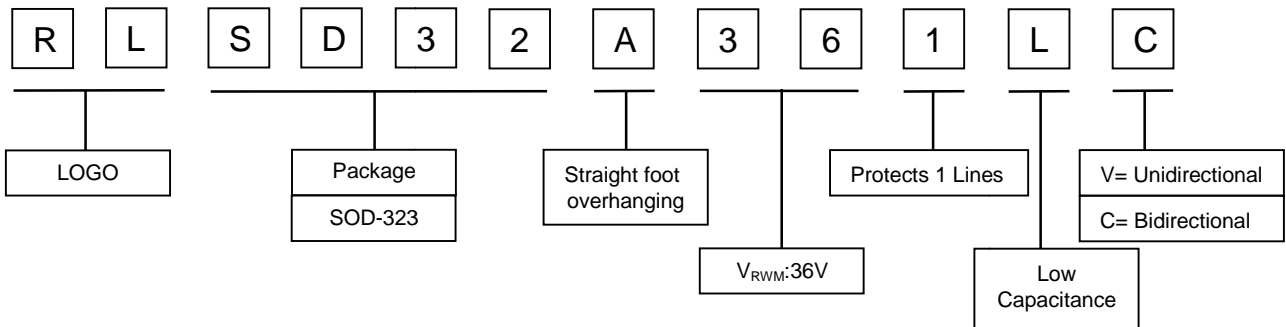 R L S D 3 2 A 3 6 1 L C
LOGO
Package
SOD-323
Straight foot
overhanging
V_RWM:36V
Protects 1 Lines
Low
Capacitance
V= Unidirectional
C= Bidirectional